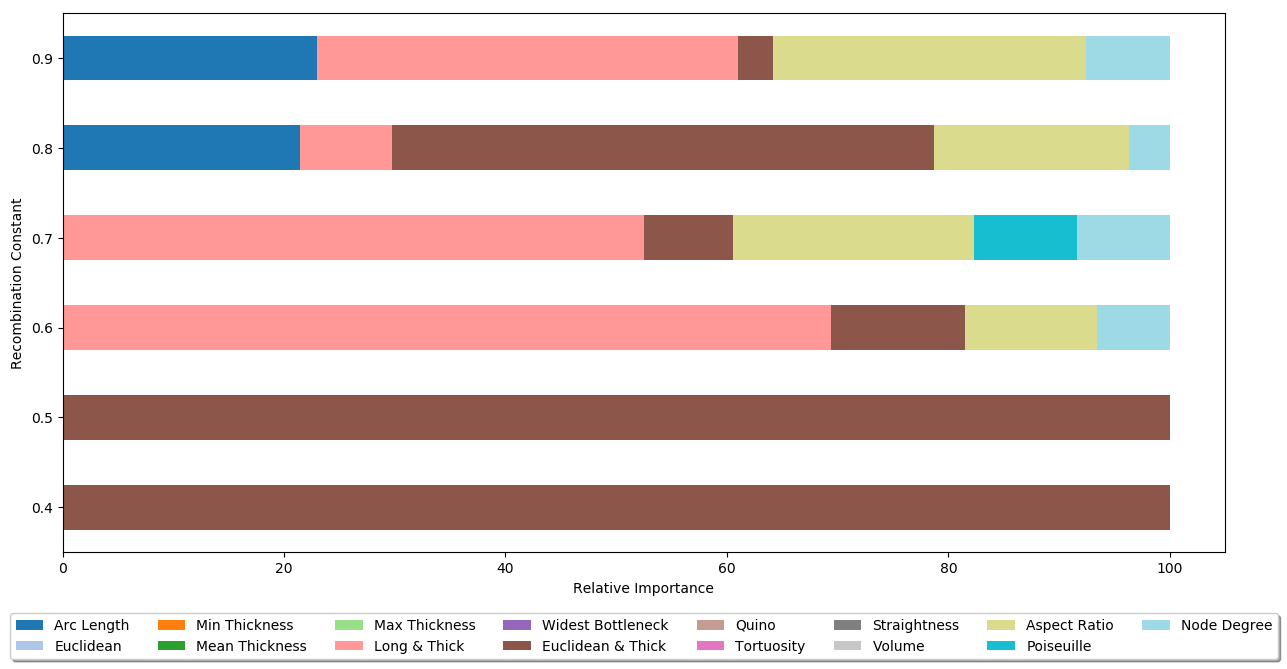 0.9
0.8
0.7
0.6
0.5
0.4
Recombination Constant
0 20 40 60 80 100
Relative Importance
Arc Length Min Thickness Max Thickness Widest Bottleneck Quino Straightness Aspect Ratio Node Degree
Euclidean Mean Thickness Long & Thick Euclidean & Thick Tortuosity Volume Poiseuille